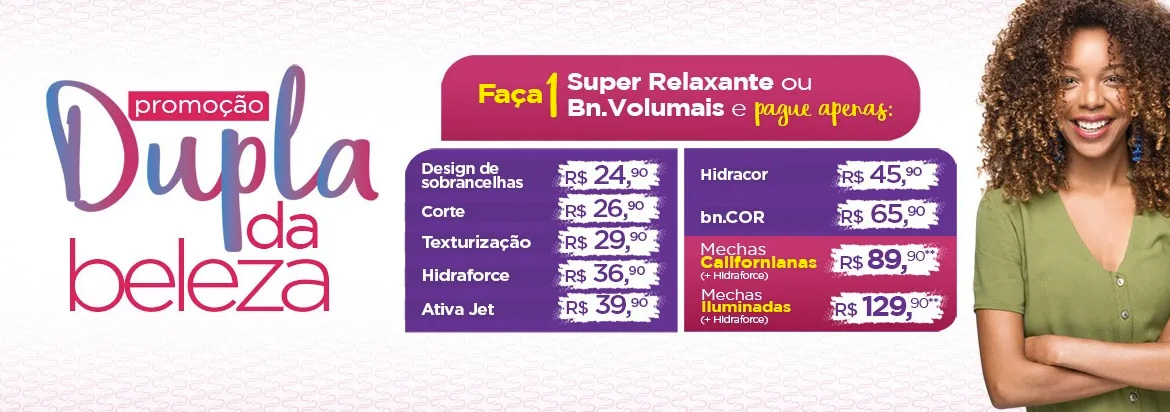 promoção
Dupla
da
beleza
Faça 1 Super Relaxante ou
Bn.Volumais e pague apenas:
Design de
sobrancelhas R$ 24,90
Corte R$ 26,90
Texturização R$ 29,90
Hidraforce R$ 36,90
Ativa Jet R$ 39,90
Hidracor R$ 45,90
bn.COR R$ 65,90
Mechas
Californianas R$ 89,90**
(+ Hidraforce)
Mechas
Iluminadas R$ 129,90**
(+ Hidraforce)